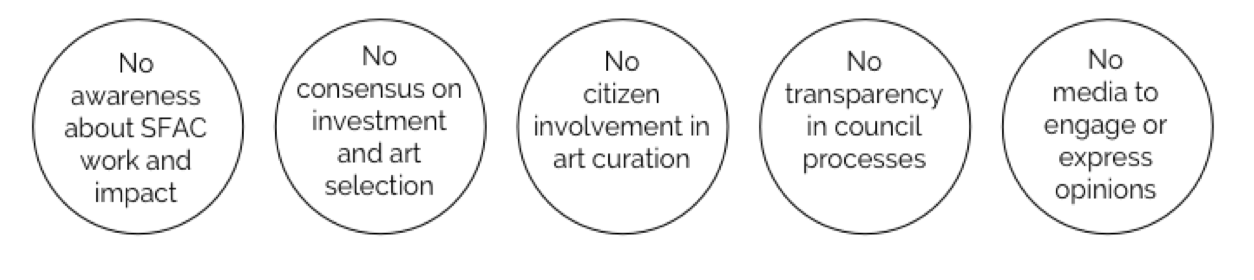 No
awareness
about SFAC
work and
impact
No
consensus on
investment
and art
selection
No
citizen
involvement in
art curation
No
transparency
in council
processes
No
media to
engage or
express
opinions